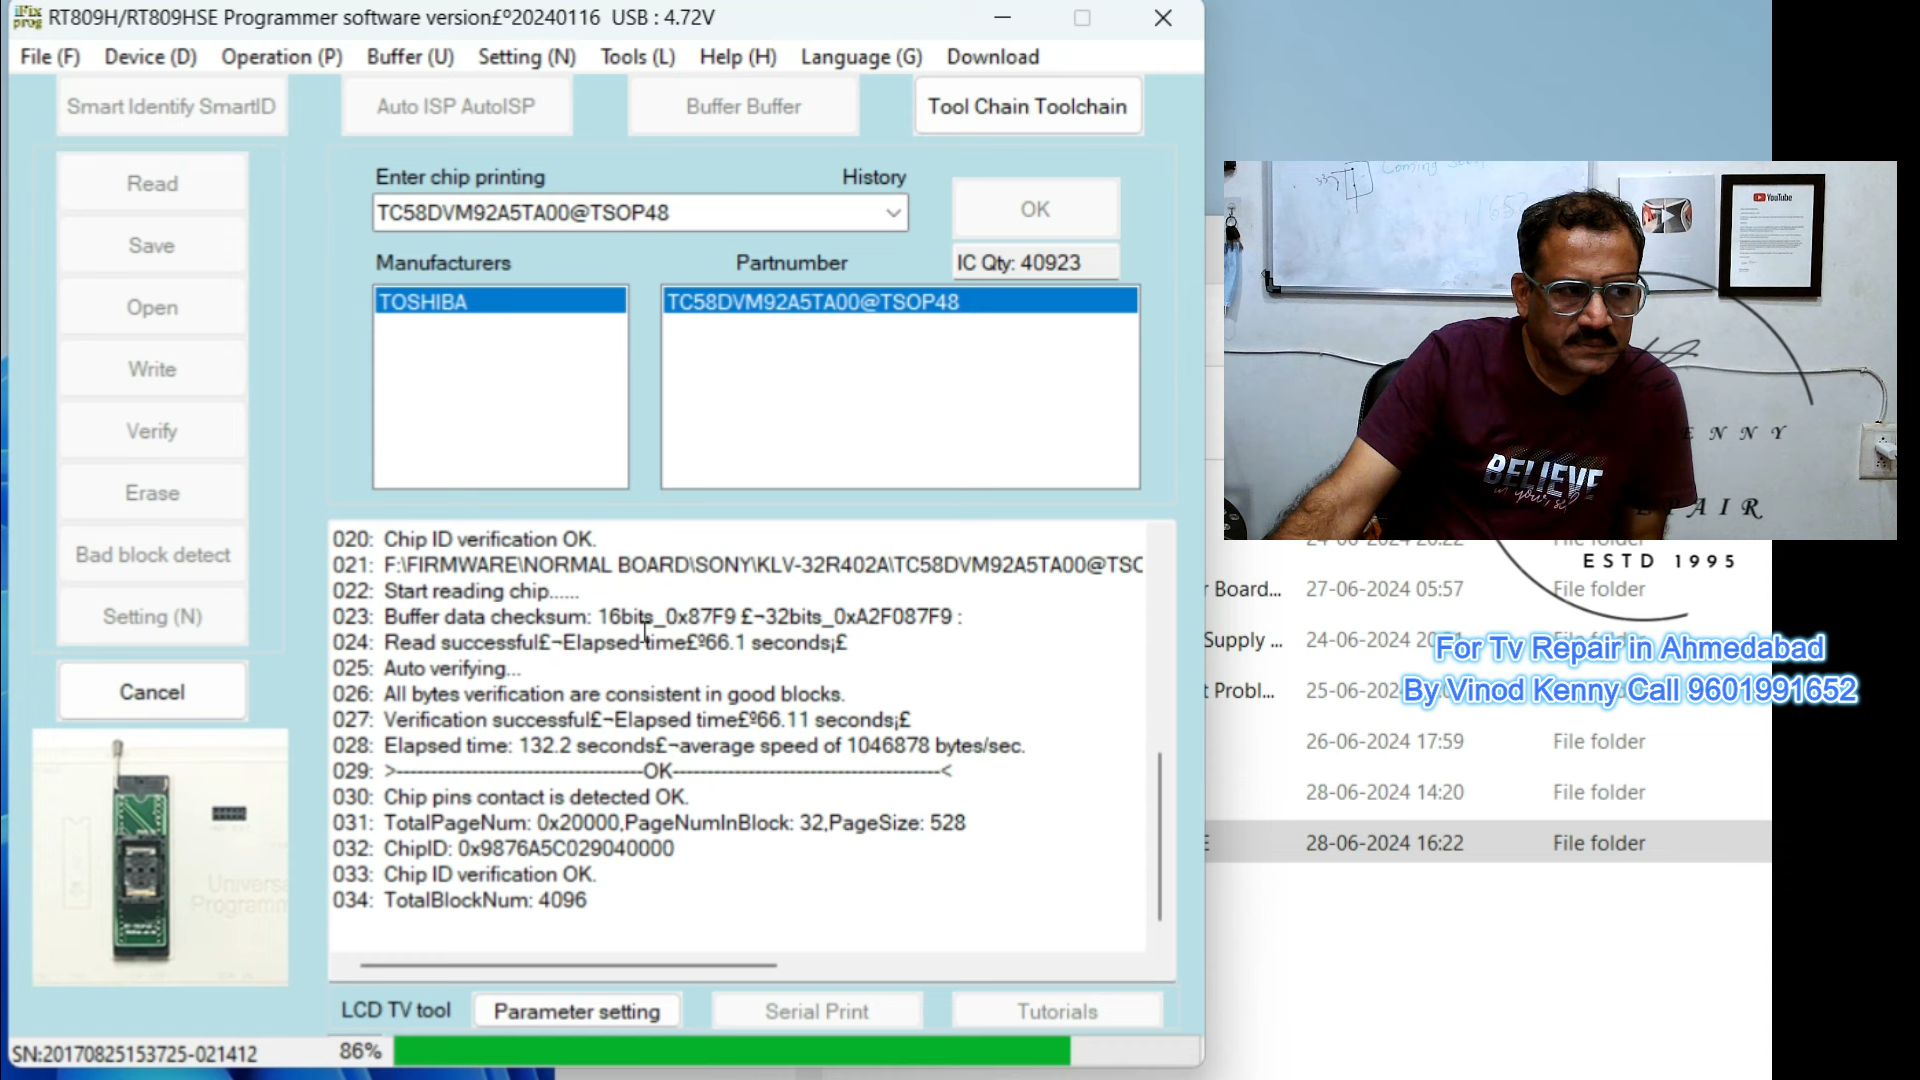 RT809H/RT809HSE Programmer software version£º20240116  USB : 4.72V
File (F) Device (D) Operation (P) Buffer (U) Setting (N) Tools (L) Help (H) Language (G) Download
Smart Identify SmartID
Auto ISP AutoISP
Buffer Buffer
Tool Chain Toolchain
Read
Save
Open
Write
Verify
Erase
Bad block detect
Setting (N)
Cancel
Enter chip printing
History
TC58DVM92A5TA00@TSOP48
OK
Manufacturers
Partnumber
IC Qty: 40923
TOSHIBA
TC58DVM92A5TA00@TSOP48
020: Chip ID verification OK.
021: F:\FIRMWARE\NORMAL BOARD\SONY\KLV-32R402A\TC58DVM92A5TA00@TSC
022: Start reading chip......
023: Buffer data checksum: 16bits_0x87F9 £¬32bits_0xA2F087F9 :
024: Read successful£¬Elapsed time£º66.1 seconds¡£
025: Auto verifying...
026: All bytes verification are consistent in good blocks.
027: Verification successful£¬Elapsed time£º66.11 seconds¡£
028: Elapsed time: 132.2 seconds£¬average speed of 1046878 bytes/sec.
029: >-----------------------------------OK--------------------------------------<
030: Chip pins contact is detected OK.
031: TotalPageNum: 0x20000,PageNumInBlock: 32,PageSize: 528
032: ChipID: 0x9876A5C029040000
033: Chip ID verification OK.
034: TotalBlockNum: 4096
LCD TV tool
Parameter setting
Serial Print
Tutorials
SN:20170825153725-021412
86%
YouTube
BELIEVE
in yourself
E N N Y
E P A I R
ESTD 1995
r Board... 27-06-2024 05:57 File folder
Supply ... 24-06-2024
t Probl... 25-06-202
For Tv Repair in Ahmedabad
By Vinod Kenny Call 9601991652
26-06-2024 17:59 File folder
28-06-2024 14:20 File folder
28-06-2024 16:22 File folder